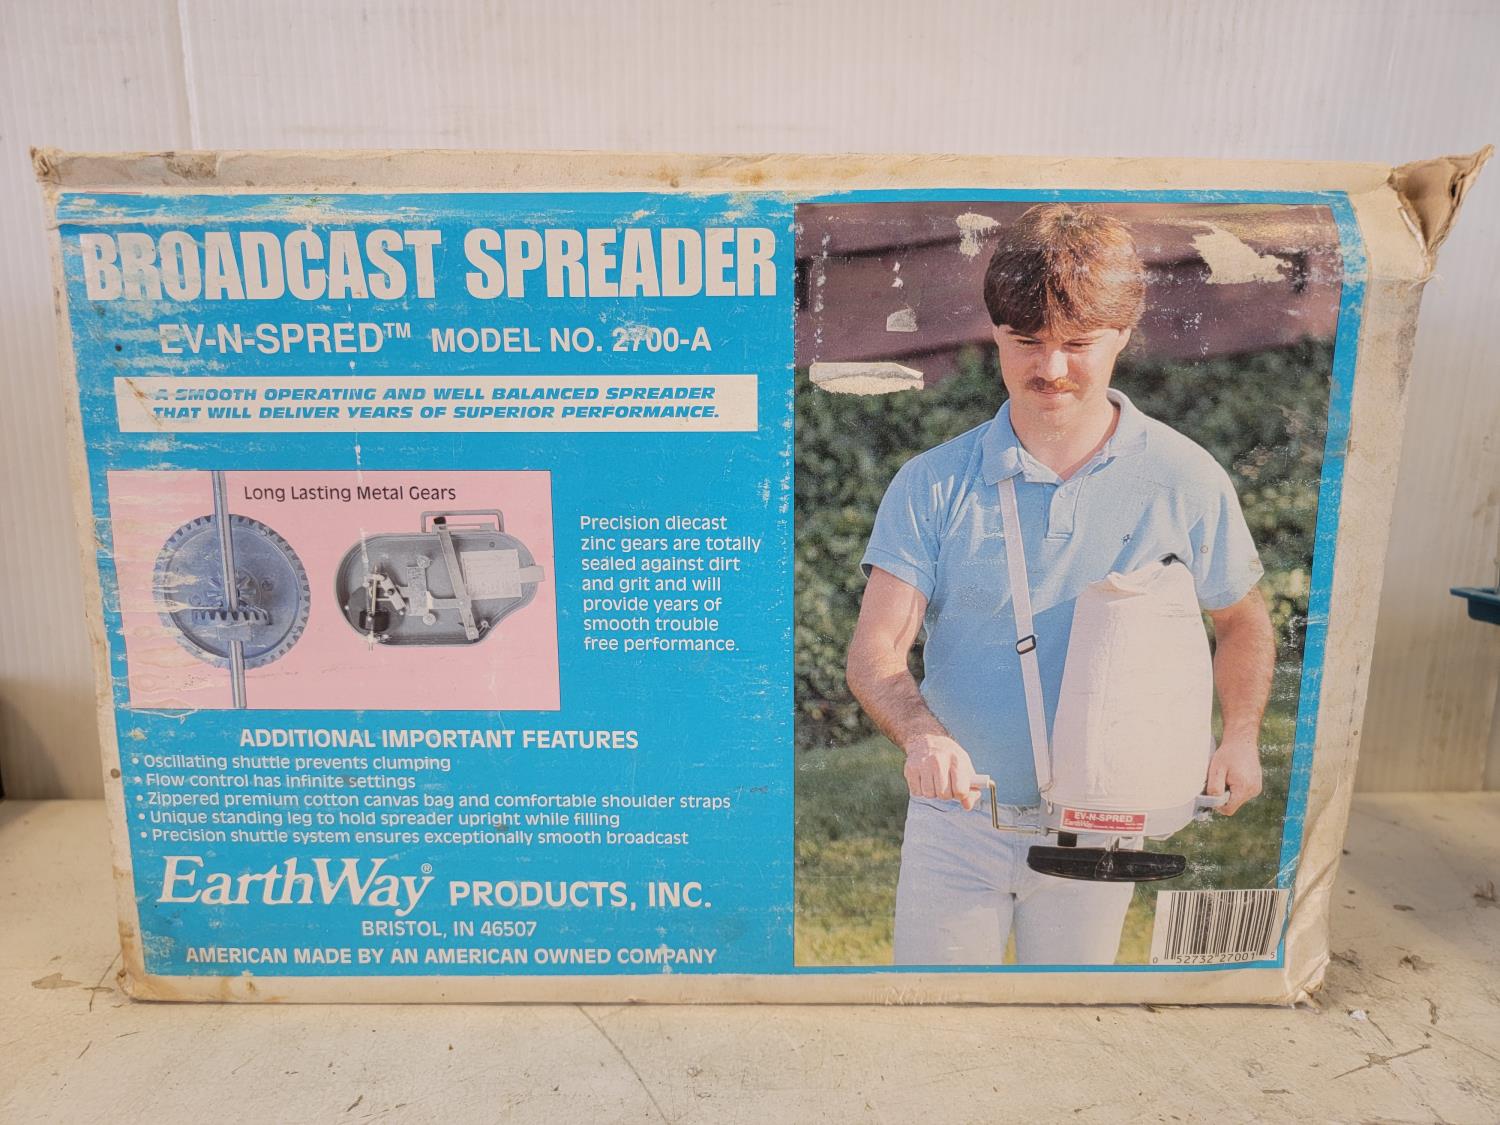 BROADCAST SPREADER
EV-N-SPRED™ MODEL NO. 2700-A
A SMOOTH OPERATING AND WELL BALANCED SPREADER
THAT WILL DELIVER YEARS OF SUPERIOR PERFORMANCE.
Long Lasting Metal Gears
Precision diecast
zinc gears are totally
sealed against dirt
and grit and will
provide years of
smooth trouble
free performance.
ADDITIONAL IMPORTANT FEATURES
• Oscillating shuttle prevents clumping
• Flow control has infinite settings
• Zippered premium cotton canvas bag and comfortable shoulder straps
• Unique standing leg to hold spreader upright while filling
• Precision shuttle system ensures exceptionally smooth broadcast
EarthWay® PRODUCTS, INC.
BRISTOL, IN 46507
AMERICAN MADE BY AN AMERICAN OWNED COMPANY
EV-N-SPRED
EarthWay
0 52732 27001 5